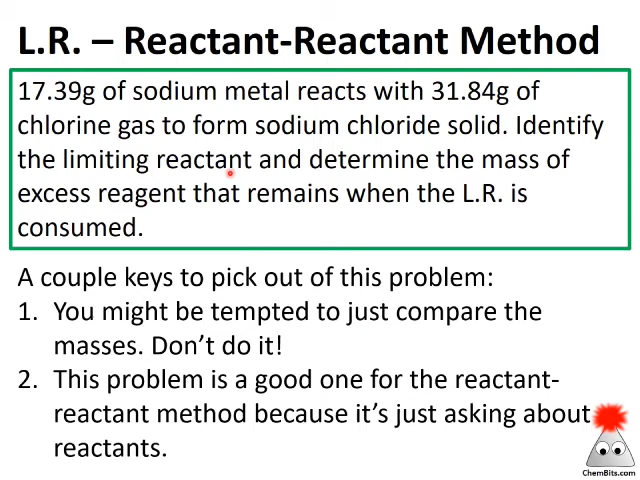 L.R. – Reactant-Reactant Method
17.39g of sodium metal reacts with 31.84g of
chlorine gas to form sodium chloride solid. Identify
the limiting reactant and determine the mass of
excess reagent that remains when the L.R. is
consumed.
A couple keys to pick out of this problem:
1. You might be tempted to just compare the
masses. Don’t do it!
2. This problem is a good one for the reactant-
reactant method because it’s just asking about
reactants.
ChemBits.com